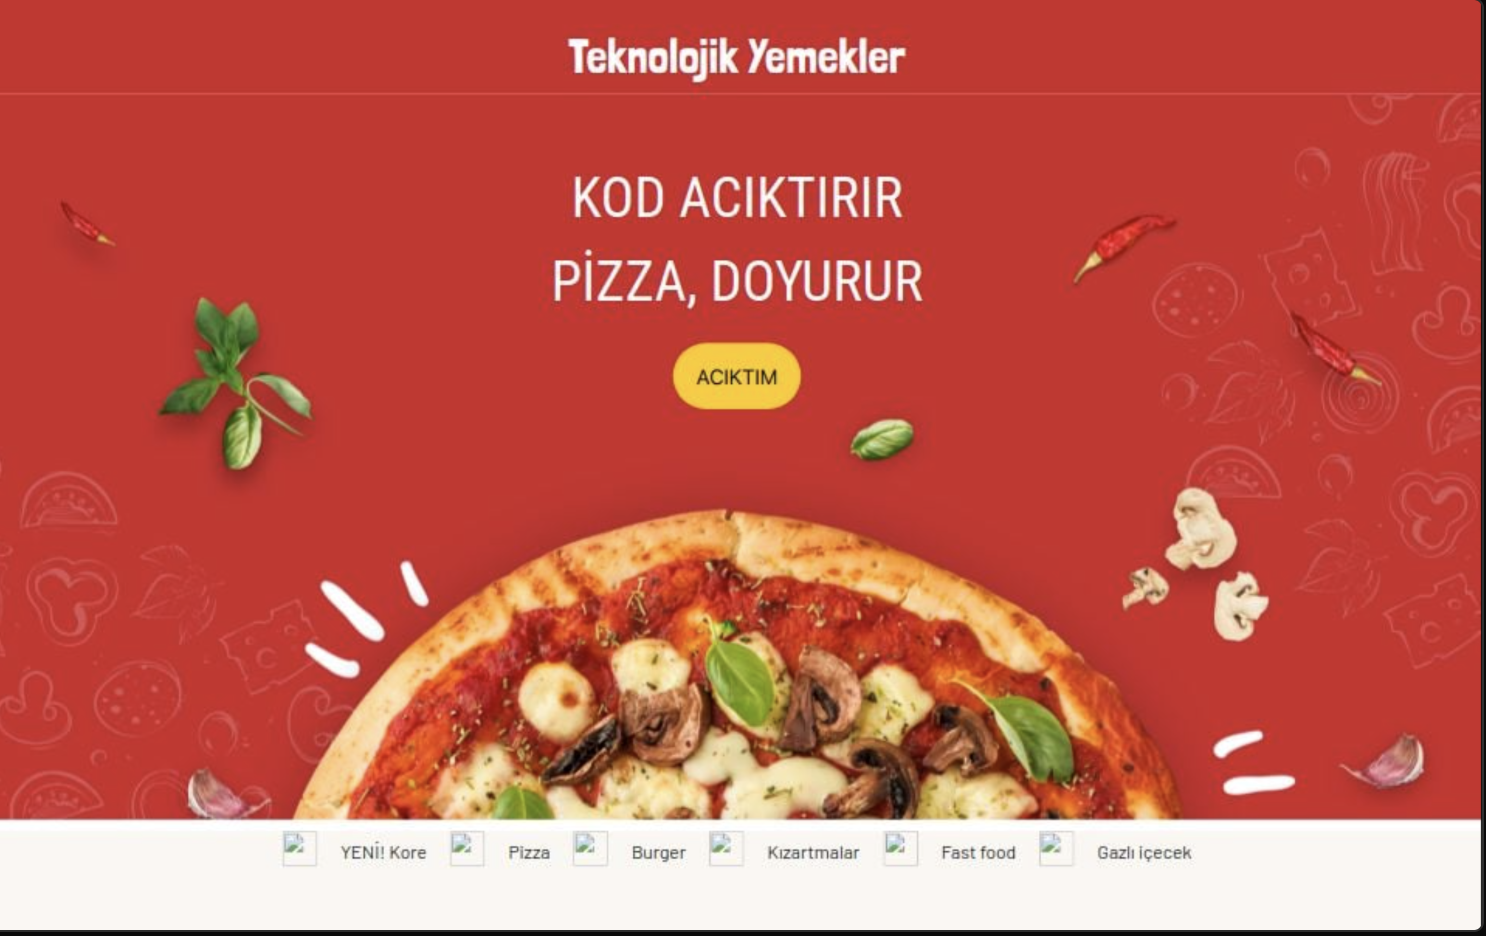 Teknolojik Yemekler
KOD ACIKTIRIR
PİZZA, DOYURUR
ACIKTIM
YENİ! Kore Pizza Burger Kızartmalar Fast food Gazlı içecek